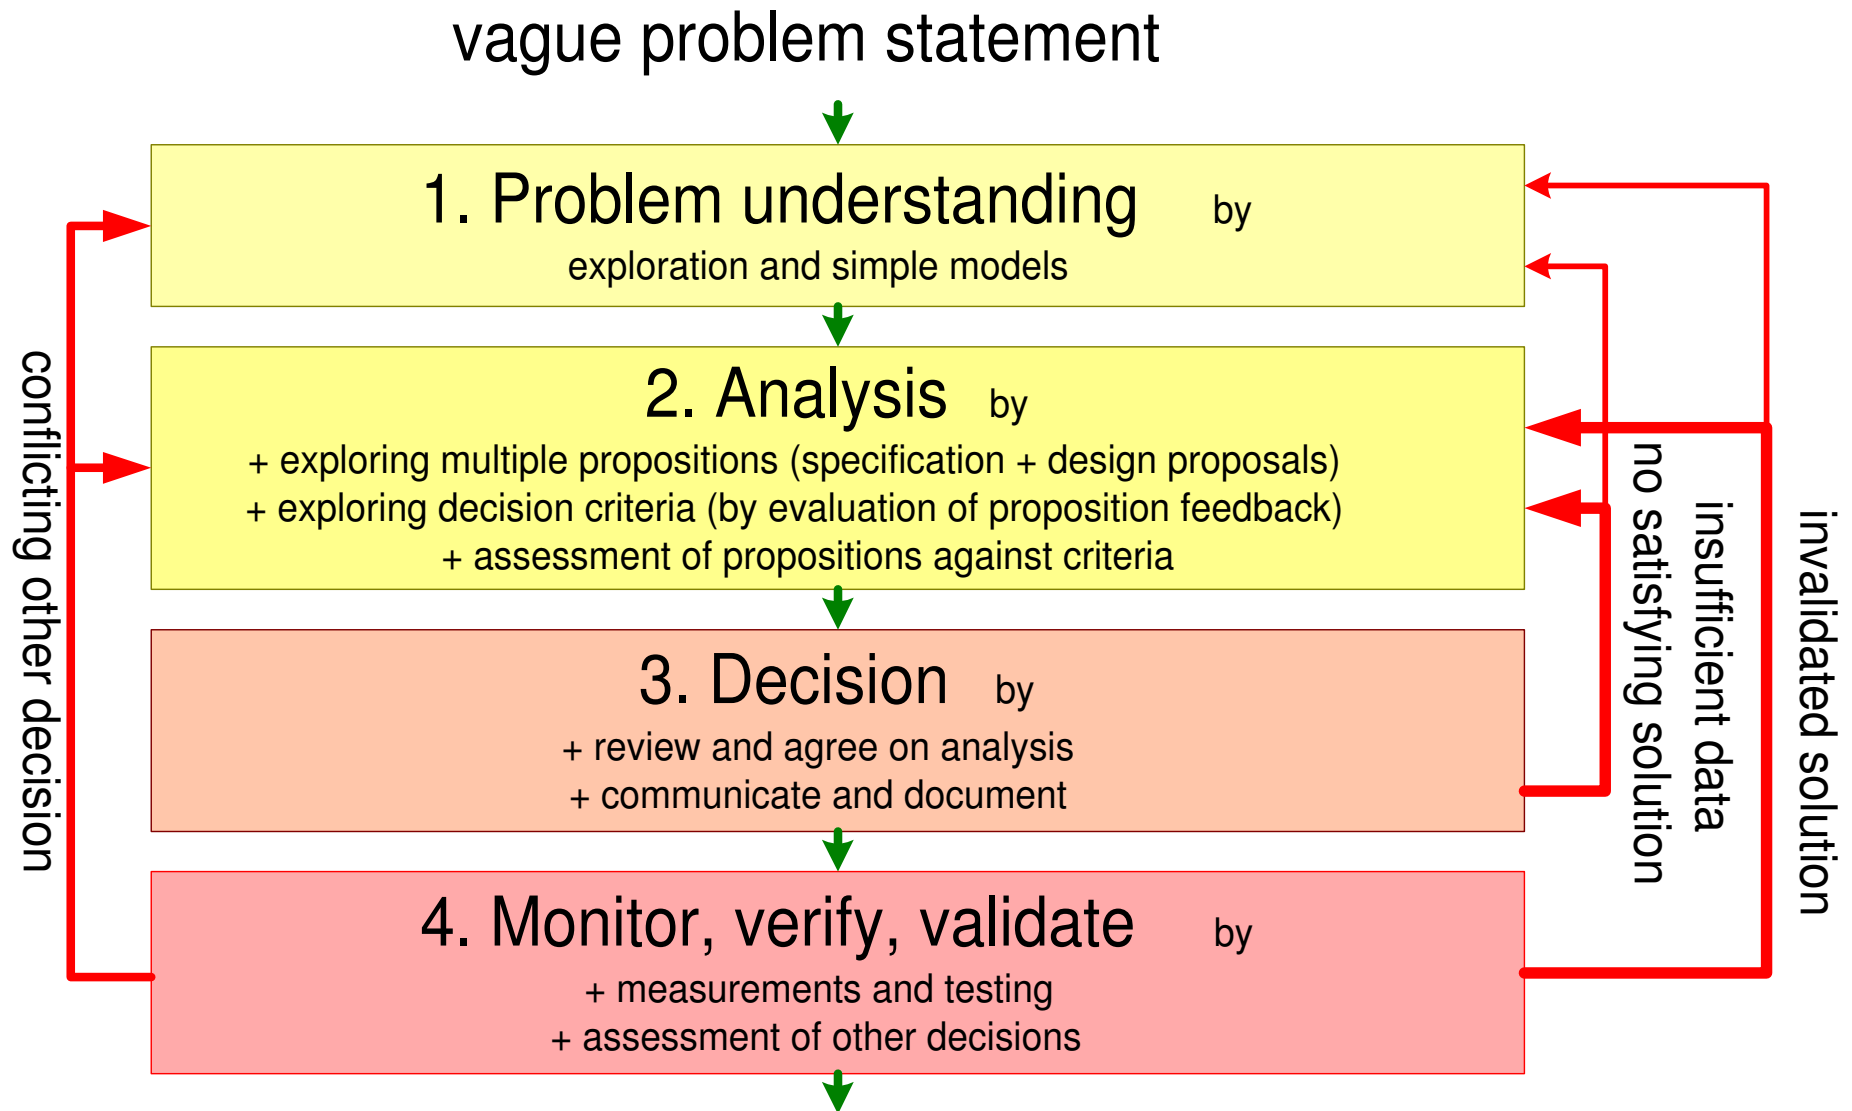 vague problem statement
1. Problem understanding by
exploration and simple models
2. Analysis by
+ exploring multiple propositions (specification + design proposals)
+ exploring decision criteria (by evaluation of proposition feedback)
+ assessment of propositions against criteria
3. Decision by
+ review and agree on analysis
+ communicate and document
4. Monitor, verify, validate by
+ measurements and testing
+ assessment of other decisions
conflicting other decision
insufficient data
no satisfying solution
invalidated solution